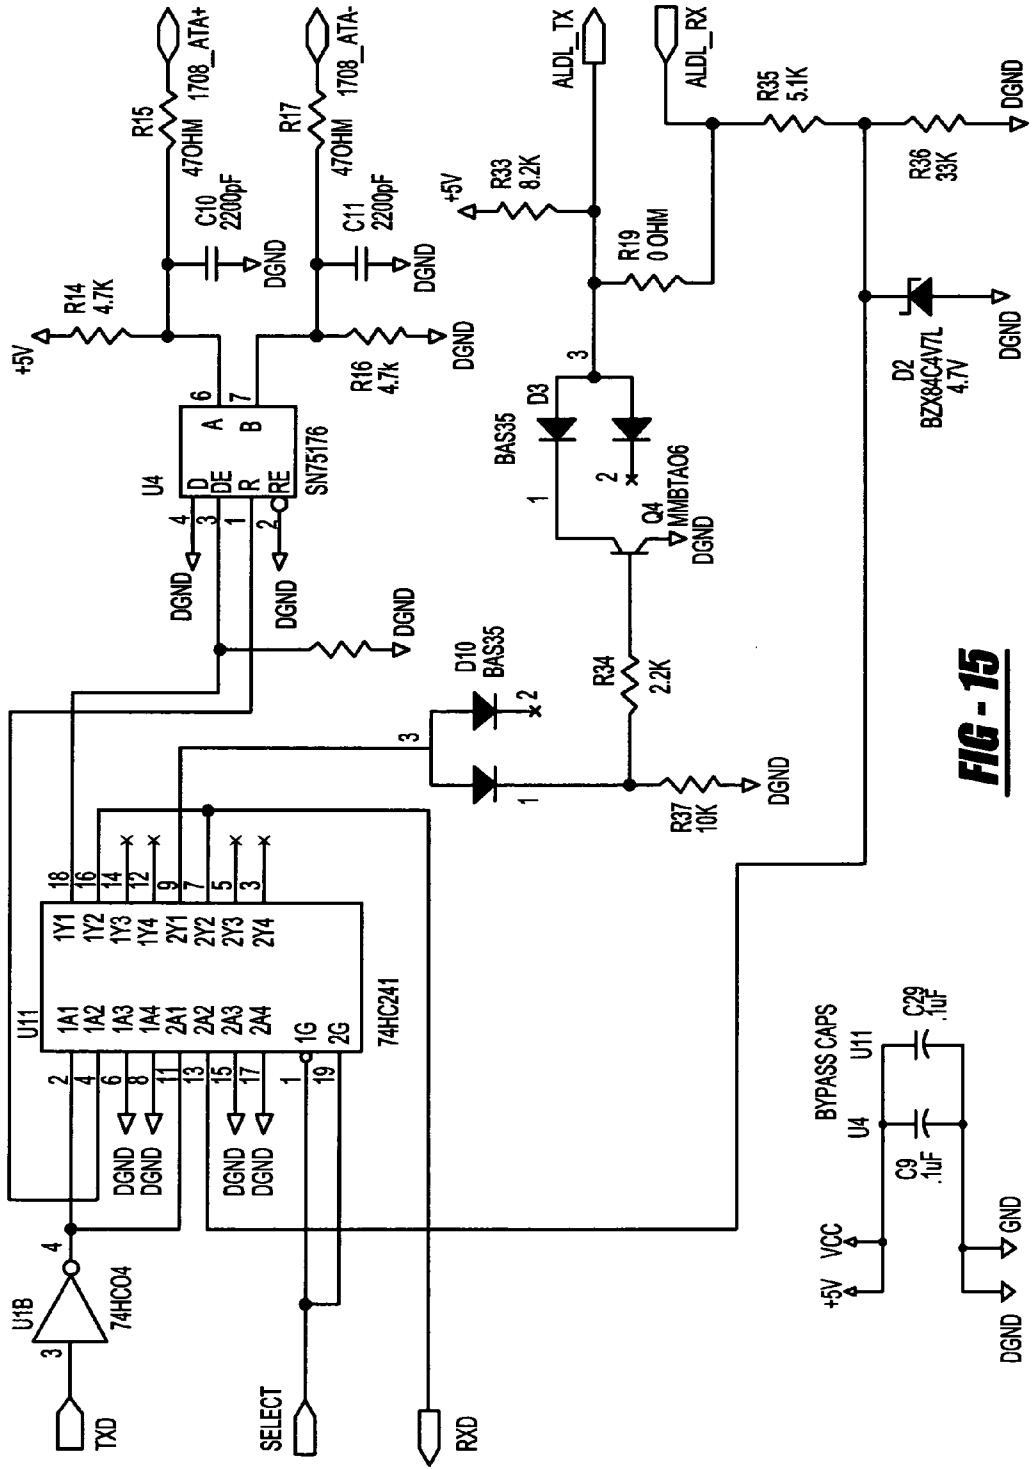 TXD
3
U1B
4
74HC04
SELECT
RXD
U11
2
4
6
8
11
13
15
17
1
19
1A1
1A2
1A3
1A4
2A1
2A2
2A3
2A4
1G
2G
1Y1
1Y2
1Y3
1Y4
2Y1
2Y2
2Y3
2Y4
18
16
14
12
9
7
5
3
74HC241
DGND
DGND
DGND
DGND
U4
4
3
1
2
D
DE
R
RE
A
B
6
7
SN75176
DGND
DGND
DGND
+5V
R14
4.7K
C10
2200pF
DGND
R15
47OHM
1708_ATA+
R16
4.7k
DGND
C11
2200pF
DGND
R17
47OHM
1708_ATA-
3
D10
BAS35
1
2
R37
10K
DGND
R34
2.2K
Q4
MMBTAO6
DGND
BAS35
D3
1
2
3
+5V
R33
8.2K
R19
0 OHM
ALDL_TX
ALDL_RX
R35
5.1K
R36
33K
DGND
D2
BZX84C4V7L
4.7V
DGND
BYPASS CAPS
U4
U11
+5V
VCC
C9
.1uF
C29
.1uF
DGND
GND
FIG - 15